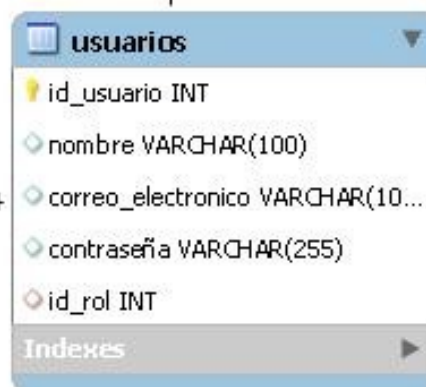 usuarios
id_usuario INT
nombre VARCHAR(100)
correo_electronico VARCHAR(10...
contraseña VARCHAR(255)
id_rol INT
Indexes